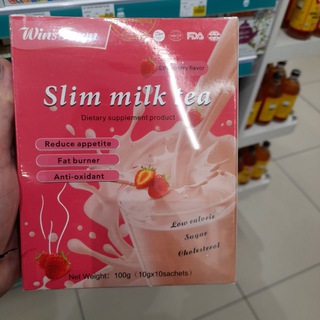 FDA
Slim milk tea
Dietary supplement product
Reduce appetite
Fat burner
Anti-oxidant
Low calorie
Sugar
Cholesterol
Net Weight: 100g (10gx10sachets)